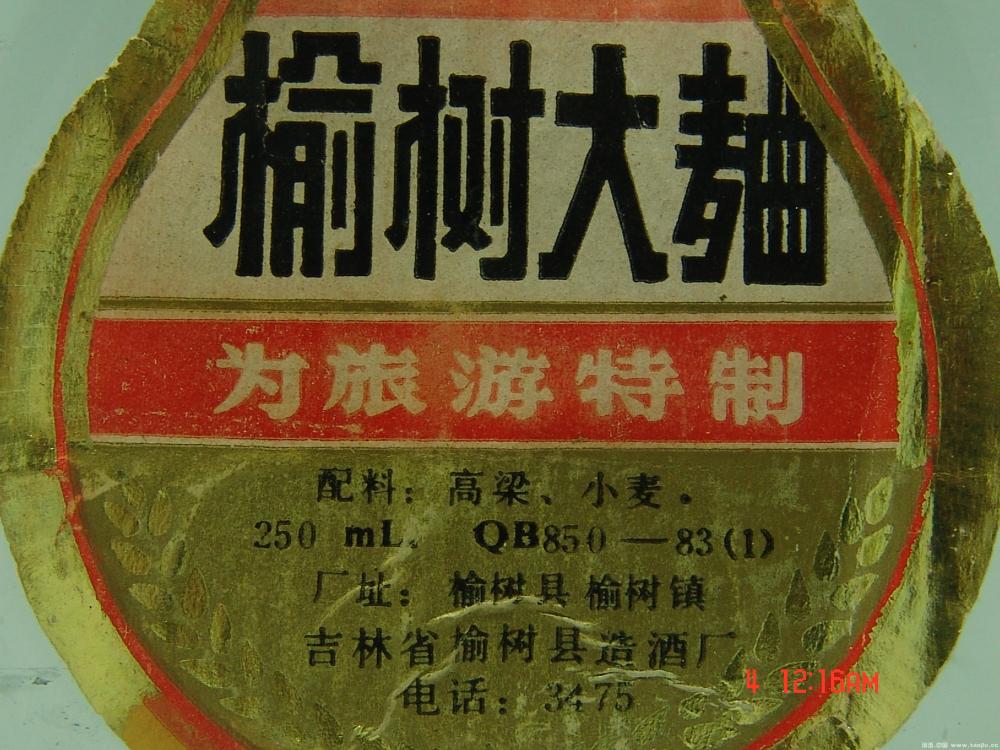 榆树大麯
为旅游特制
配料：高梁、小麦．
250 mL． QB850—83(1)
厂址：榆树县榆树镇
吉林省榆树县造酒厂
电话：3475
4 12:16AM